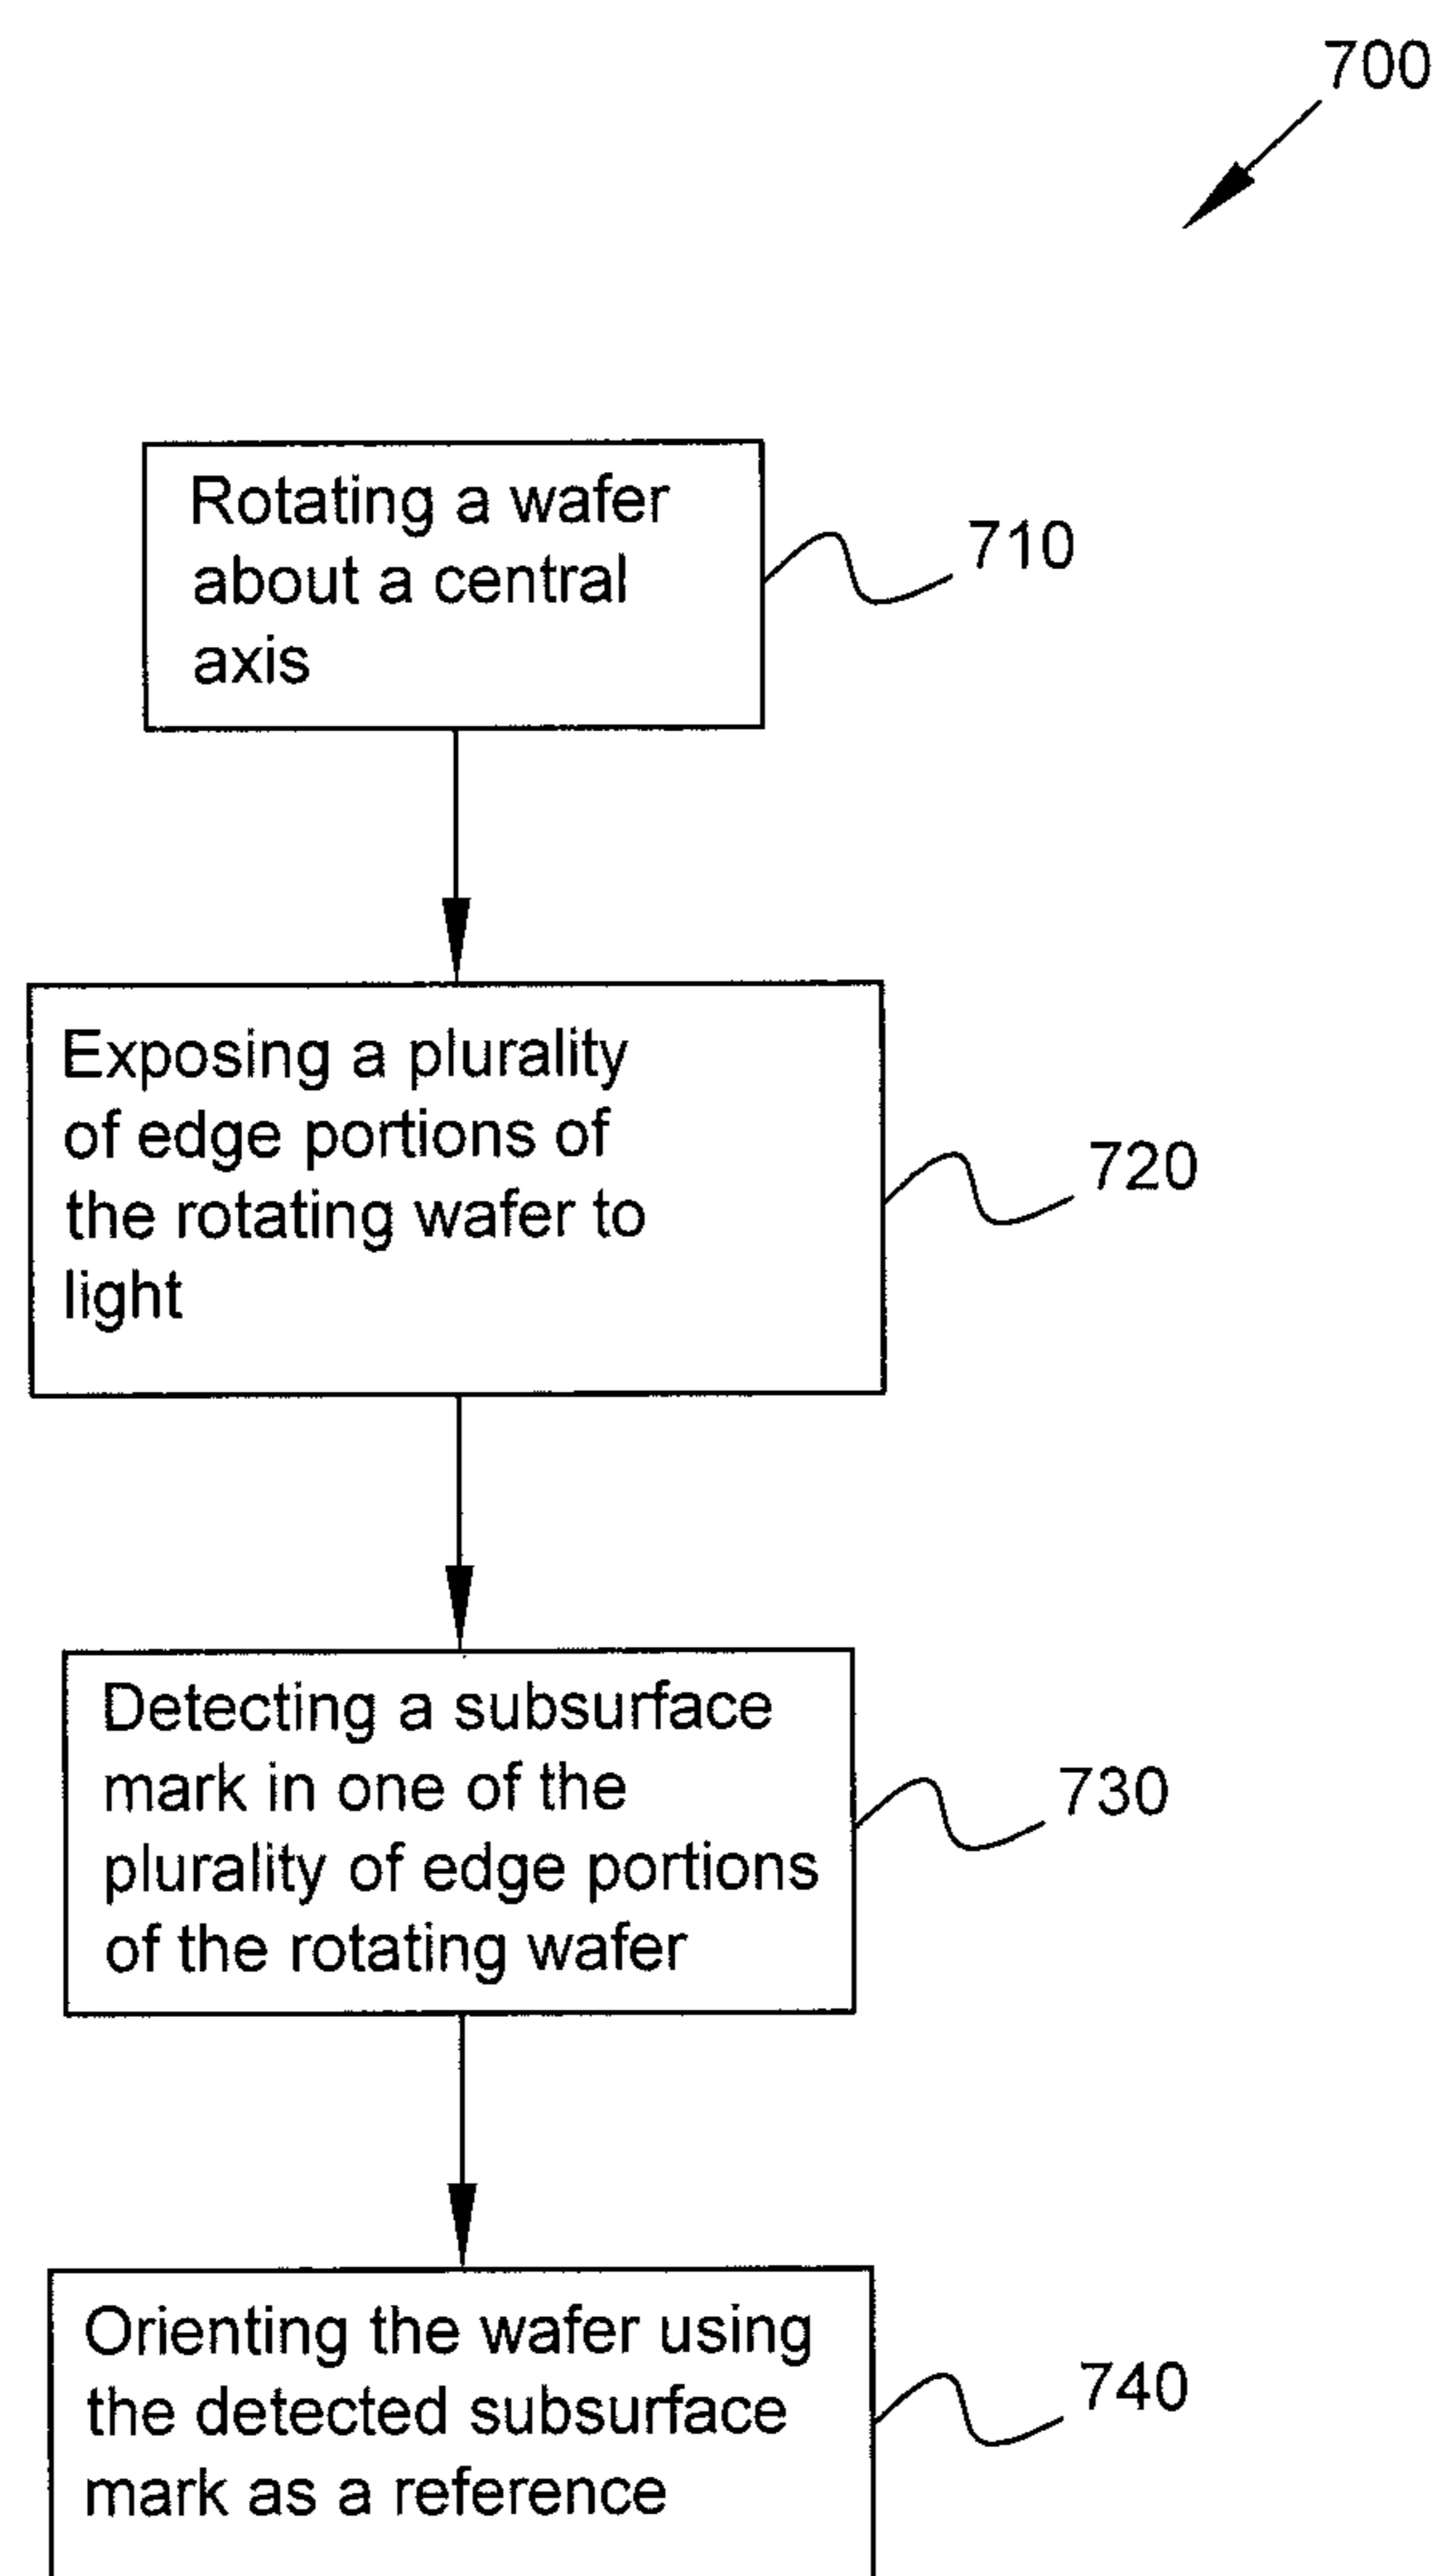 700
Rotating a wafer
about a central
axis
710
Exposing a plurality
of edge portions of
the rotating wafer to
light
720
Detecting a subsurface
mark in one of the
plurality of edge portions
of the rotating wafer
730
Orienting the wafer using
the detected subsurface
mark as a reference
740